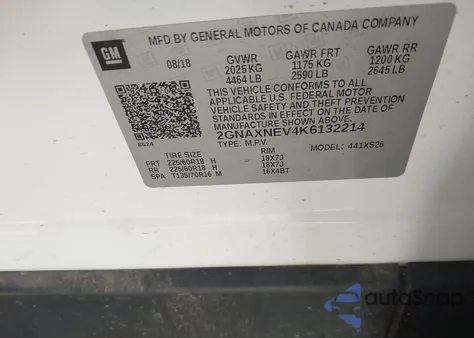 MFD BY GENERAL MOTORS OF CANADA COMPANY
GM
08/18 GVWR GAWR FRT GAWR RR
2025 KG 1175 KG 1200 KG
4464 LB 2590 LB 2645 LB
THIS VEHICLE CONFORMS TO ALL
APPLICABLE U.S. FEDERAL MOTOR
VEHICLE SAFETY AND THEFT PREVENTION
STANDARDS IN EFFECT ON THE DATE OF
MANUFACTURE SHOWN ABOVE.
2GNAXNEV4K6132214
0624 TYPE: M.P.V. MODEL: 441XS26
TIRE SIZE RIM
FRT 225/60R18 H 18X7J
RR 225/60R18 H 18X7J
SPA T135/70R16 M 16X4BT
autoSnap